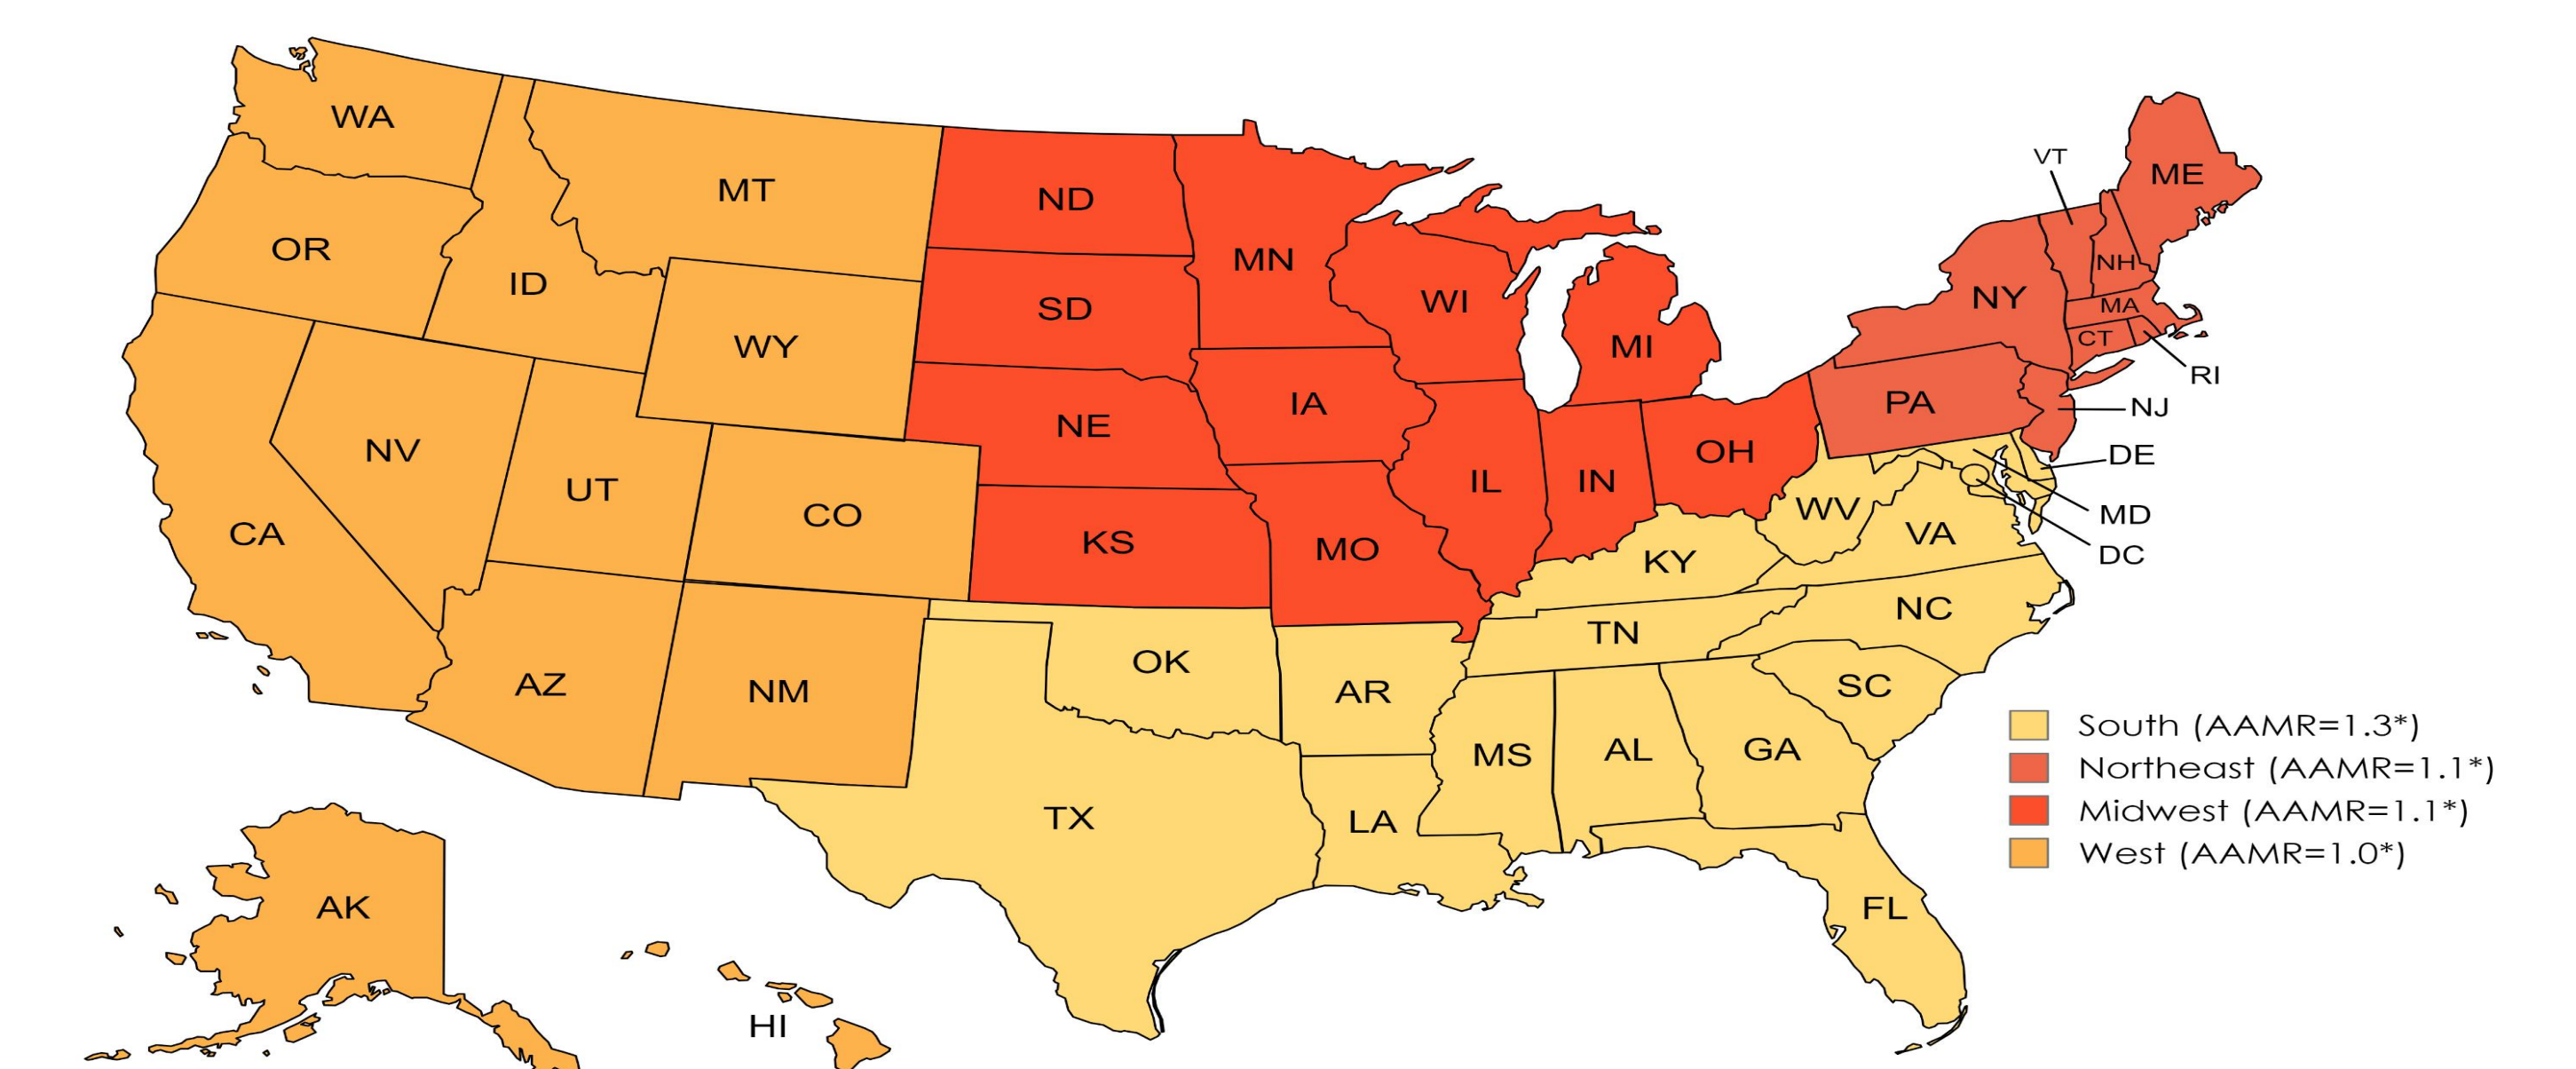 WA
MT
ND
MN
VT
ME
OR
ID
SD
WI
NH
NY
MA
CT
RI
WY
MI
IA
PA
NJ
NV
NE
OH
DE
UT
CO
IL
IN
WV
MD
CA
KS
MO
KY
VA
DC
NC
TN
OK
AR
SC
AZ
NM
MS
AL
GA
TX
LA
FL
South (AAMR=1.3*)
Northeast (AAMR=1.1*)
Midwest (AAMR=1.1*)
West (AAMR=1.0*)
AK
HI